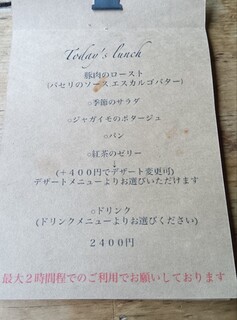 Today's lunch
豚肉のロースト
(パセリのソース エスカルゴバター)
○季節のサラダ
○ジャガイモのポタージュ
○パン
○紅茶のゼリー
↓
(+400円でデザート変更可)
デザートメニューよりお選びいただけます
○ドリンク
(ドリンクメニューよりお選びください)
2400円
最大2時間程でのご利用でお願いしております